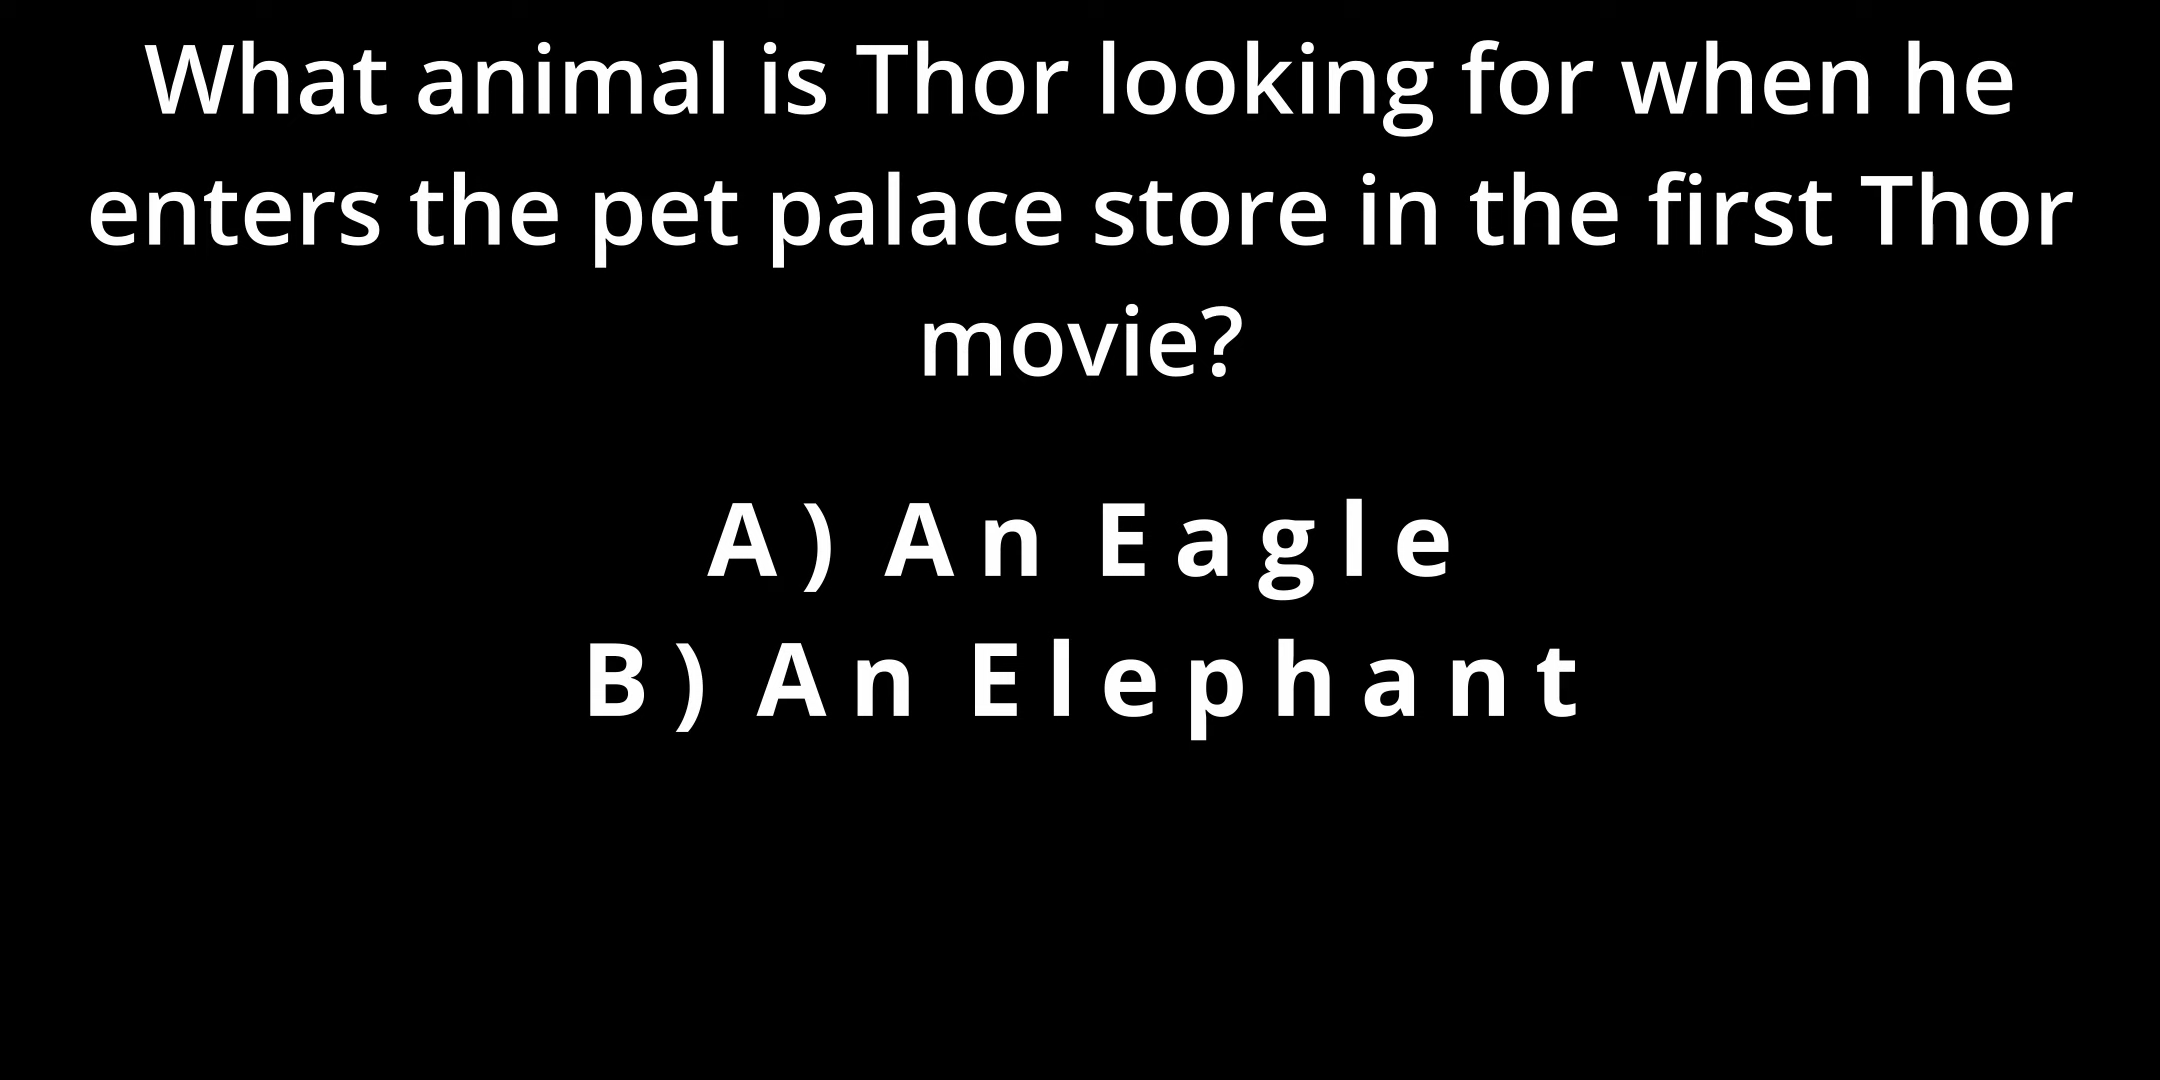 What animal is Thor looking for when he
enters the pet palace store in the first Thor
movie?
A) An Eagle
B) An Elephant